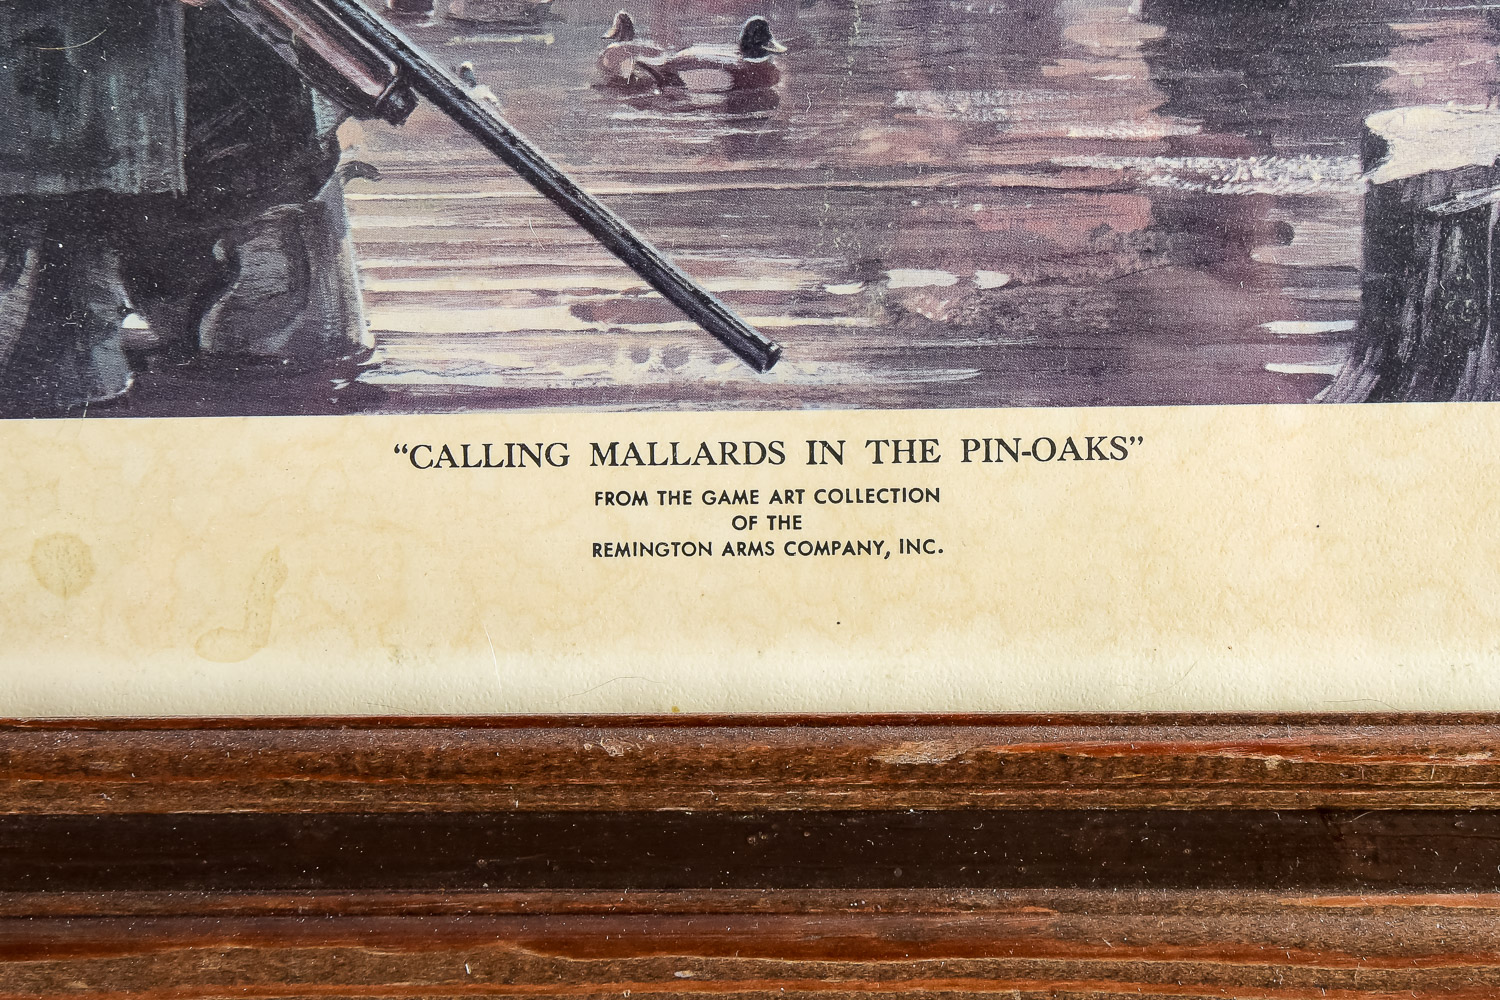 “CALLING MALLARDS IN THE PIN-OAKS”
FROM THE GAME ART COLLECTION
OF THE
REMINGTON ARMS COMPANY, INC.